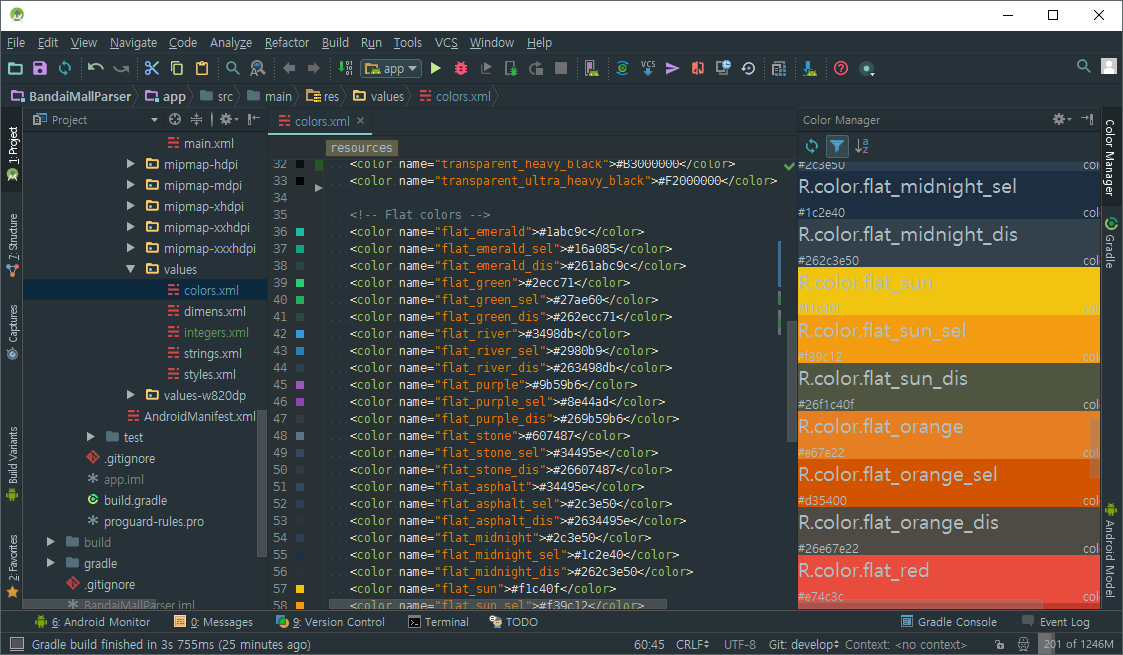 File Edit View Navigate Code Analyze Refactor Build Run Tools VCS Window Help
app
VCS
BandaiMallParser app src main res values colors.xml
1: Project
7: Structure
Captures
Build Variants
2: Favorites
Project
main.xml
mipmap-hdpi
mipmap-mdpi
mipmap-xhdpi
mipmap-xxhdpi
mipmap-xxxhdpi
values
colors.xml
dimens.xml
integers.xml
strings.xml
styles.xml
values-w820dp
AndroidManifest.xml
test
.gitignore
app.iml
build.gradle
proguard-rules.pro
build
gradle
.gitignore
BandaiMallParser.iml
colors.xml
resources
32 <color name="transparent_heavy_black">#B3000000</color>
33 <color name="transparent_ultra_heavy_black">#F2000000</color>
34
35 <!-- Flat colors -->
36 <color name="flat_emerald">#1abc9c</color>
37 <color name="flat_emerald_sel">#16a085</color>
38 <color name="flat_emerald_dis">#261abc9c</color>
39 <color name="flat_green">#2ecc71</color>
40 <color name="flat_green_sel">#27ae60</color>
41 <color name="flat_green_dis">#262ecc71</color>
42 <color name="flat_river">#3498db</color>
43 <color name="flat_river_sel">#2980b9</color>
44 <color name="flat_river_dis">#263498db</color>
45 <color name="flat_purple">#9b59b6</color>
46 <color name="flat_purple_sel">#8e44ad</color>
47 <color name="flat_purple_dis">#269b59b6</color>
48 <color name="flat_stone">#607487</color>
49 <color name="flat_stone_sel">#34495e</color>
50 <color name="flat_stone_dis">#26607487</color>
51 <color name="flat_asphalt">#34495e</color>
52 <color name="flat_asphalt_sel">#2c3e50</color>
53 <color name="flat_asphalt_dis">#2634495e</color>
54 <color name="flat_midnight">#2c3e50</color>
55 <color name="flat_midnight_sel">#1c2e40</color>
56 <color name="flat_midnight_dis">#262c3e50</color>
57 <color name="flat_sun">#f1c40f</color>
58 <color name="flat_sun_sel">#f39c12</color>
Color Manager
#2c3e50 col
R.color.flat_midnight_sel
#1c2e40 col
R.color.flat_midnight_dis
#262c3e50 col
R.color.flat_sun
#f1c40f col
R.color.flat_sun_sel
#f39c12 col
R.color.flat_sun_dis
#26f1c40f col
R.color.flat_orange
#e67e22 col
R.color.flat_orange_sel
#d35400 col
R.color.flat_orange_dis
#26e67e22 col
R.color.flat_red
#e74c3c col
Color Manager
Gradle
Android Model
6: Android Monitor 0: Messages 9: Version Control Terminal TODO Gradle Console Event Log
Gradle build finished in 3s 755ms (25 minutes ago) 60:45 CRLF UTF-8 Git: develop Context: <no context> 201 of 1246M